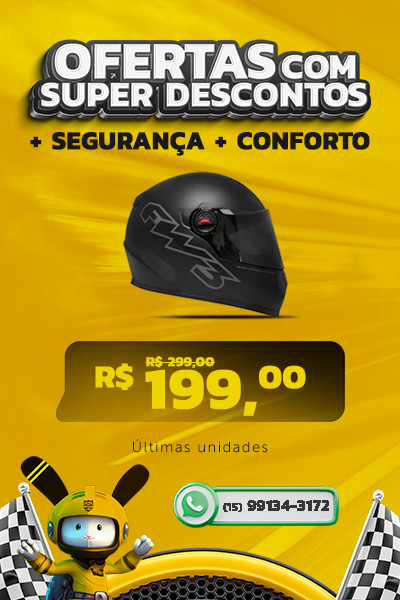 OFERTAS COM
SUPER DESCONTOS
+ SEGURANÇA + CONFORTO
R$ 299,00
R$ 199,00
Últimas unidades
(15) 99134-3172